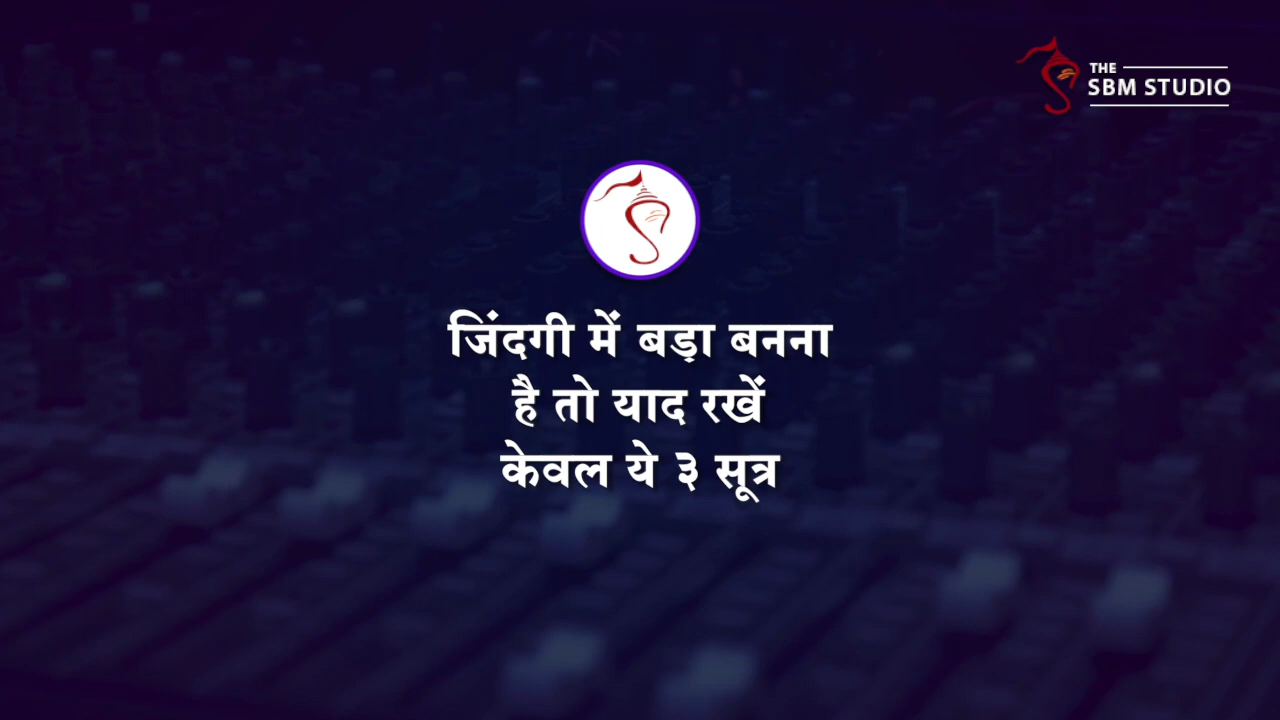 THE
SBM STUDIO
जिंदगी में बड़ा बनना
है तो याद रखें
केवल ये ३ सूत्र